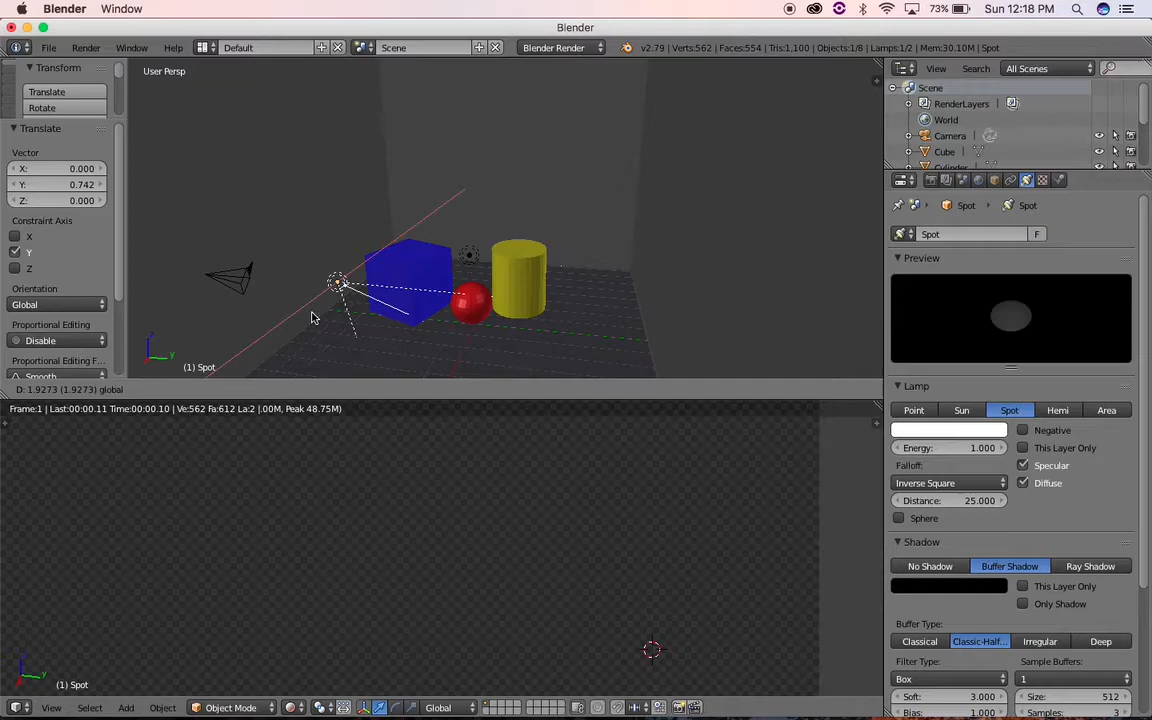 Blender Window 73% Sun 12:18 PM
Blender
File Render Window Help Default Scene Blender Render v2.79 | Verts:562 | Faces:554 | Tris:1,100 | Objects:1/8 | Lamps:1/2 | Mem:30.10M | Spot
Transform
Translate
Rotate
Translate
Vector
X: 0.000
Y: 0.742
Z: 0.000
Constraint Axis
X
Y
Z
Orientation
Global
Proportional Editing
Disable
Proportional Editing F...
Smooth
User Persp
z
y
(1) Spot
D: 1.9273 (1.9273) global
Frame:1 | Last:00:00.11 Time:00:00.10 | Ve:562 Fa:612 La:2 |.00M, Peak 48.75M)
z
y
(1) Spot
View Select Add Object Object Mode Global
View Search All Scenes
Scene
RenderLayers
World
Camera
Cube
Cylinder
Spot Spot
Spot F
Preview
Lamp
Point Sun Spot Hemi Area
Negative
Energy: 1.000 This Layer Only
Falloff: Specular
Inverse Square Diffuse
Distance: 25.000
Sphere
Shadow
No Shadow Buffer Shadow Ray Shadow
This Layer Only
Only Shadow
Buffer Type:
Classical Classic-Half... Irregular Deep
Filter Type: Sample Buffers:
Box 1
Soft: 3.000 Size: 512
Bias: 1.000 Samples: 3